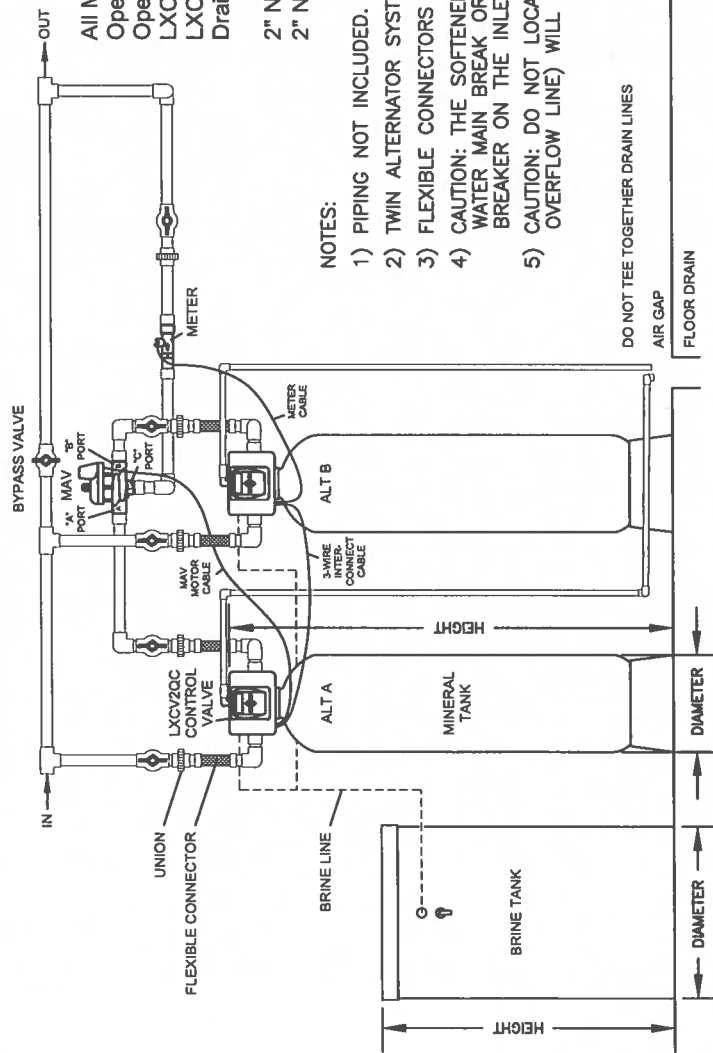 OUT
All M
Ope
Ope
LXC
LXC
Drai
2" N
2" N
BYPASS VALVE
IN
MAV
"A"
PORT
"B"
PORT
"C"
PORT
A
METER
UNION
FLEXIBLE CONNECTOR
LXCV2QC
CONTROL
VALVE
MAV
MOTOR
CABLE
METER
CABLE
3-WIRE
INTER-
CONNECT
CABLE
BRINE LINE
ALT A
ALT B
MINERAL
TANK
BRINE TANK
HEIGHT
HEIGHT
DIAMETER
DIAMETER
NOTES:
1) PIPING NOT INCLUDED.
2) TWIN ALTERNATOR SYST
3) FLEXIBLE CONNECTORS
4) CAUTION: THE SOFTENER
WATER MAIN BREAK OR
BREAKER ON THE INLE
5) CAUTION: DO NOT LOCA
OVERFLOW LINE) WILL
DO NOT TEE TOGETHER DRAIN LINES
AIR GAP
FLOOR DRAIN